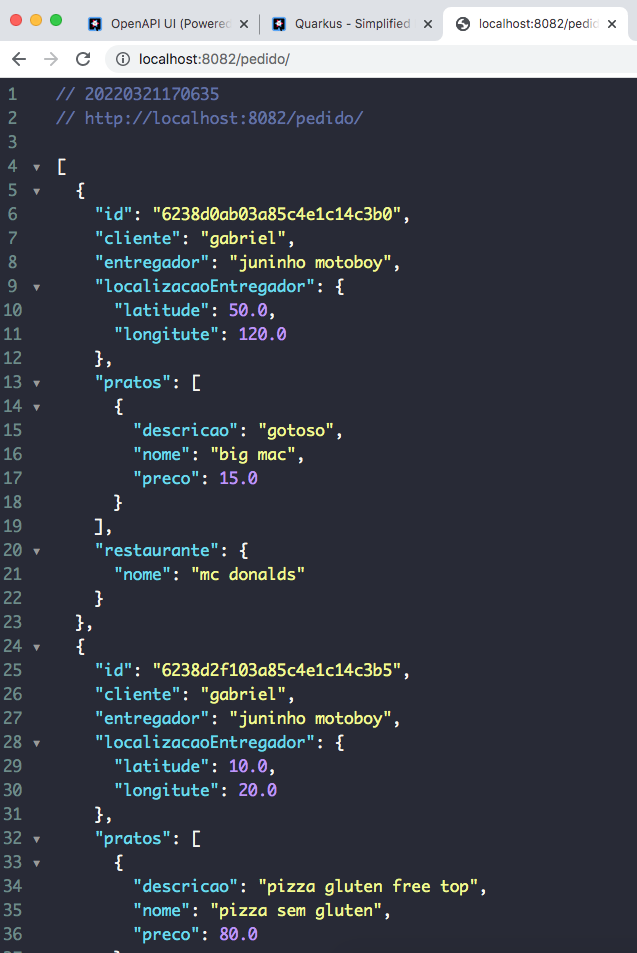 OpenAPI UI (Powered
Quarkus - Simplified
localhost:8082/pedid
localhost:8082/pedido/
1 // 20220321170635
2 // http://localhost:8082/pedido/
3
4 [
5 {
6 "id": "6238d0ab03a85c4e1c14c3b0",
7 "cliente": "gabriel",
8 "entregador": "juninho motoboy",
9 "localizacaoEntregador": {
10 "latitude": 50.0,
11 "longitute": 120.0
12 },
13 "pratos": [
14 {
15 "descricao": "gotoso",
16 "nome": "big mac",
17 "preco": 15.0
18 }
19 ],
20 "restaurante": {
21 "nome": "mc donalds"
22 }
23 },
24 {
25 "id": "6238d2f103a85c4e1c14c3b5",
26 "cliente": "gabriel",
27 "entregador": "juninho motoboy",
28 "localizacaoEntregador": {
29 "latitude": 10.0,
30 "longitute": 20.0
31 },
32 "pratos": [
33 {
34 "descricao": "pizza gluten free top",
35 "nome": "pizza sem gluten",
36 "preco": 80.0